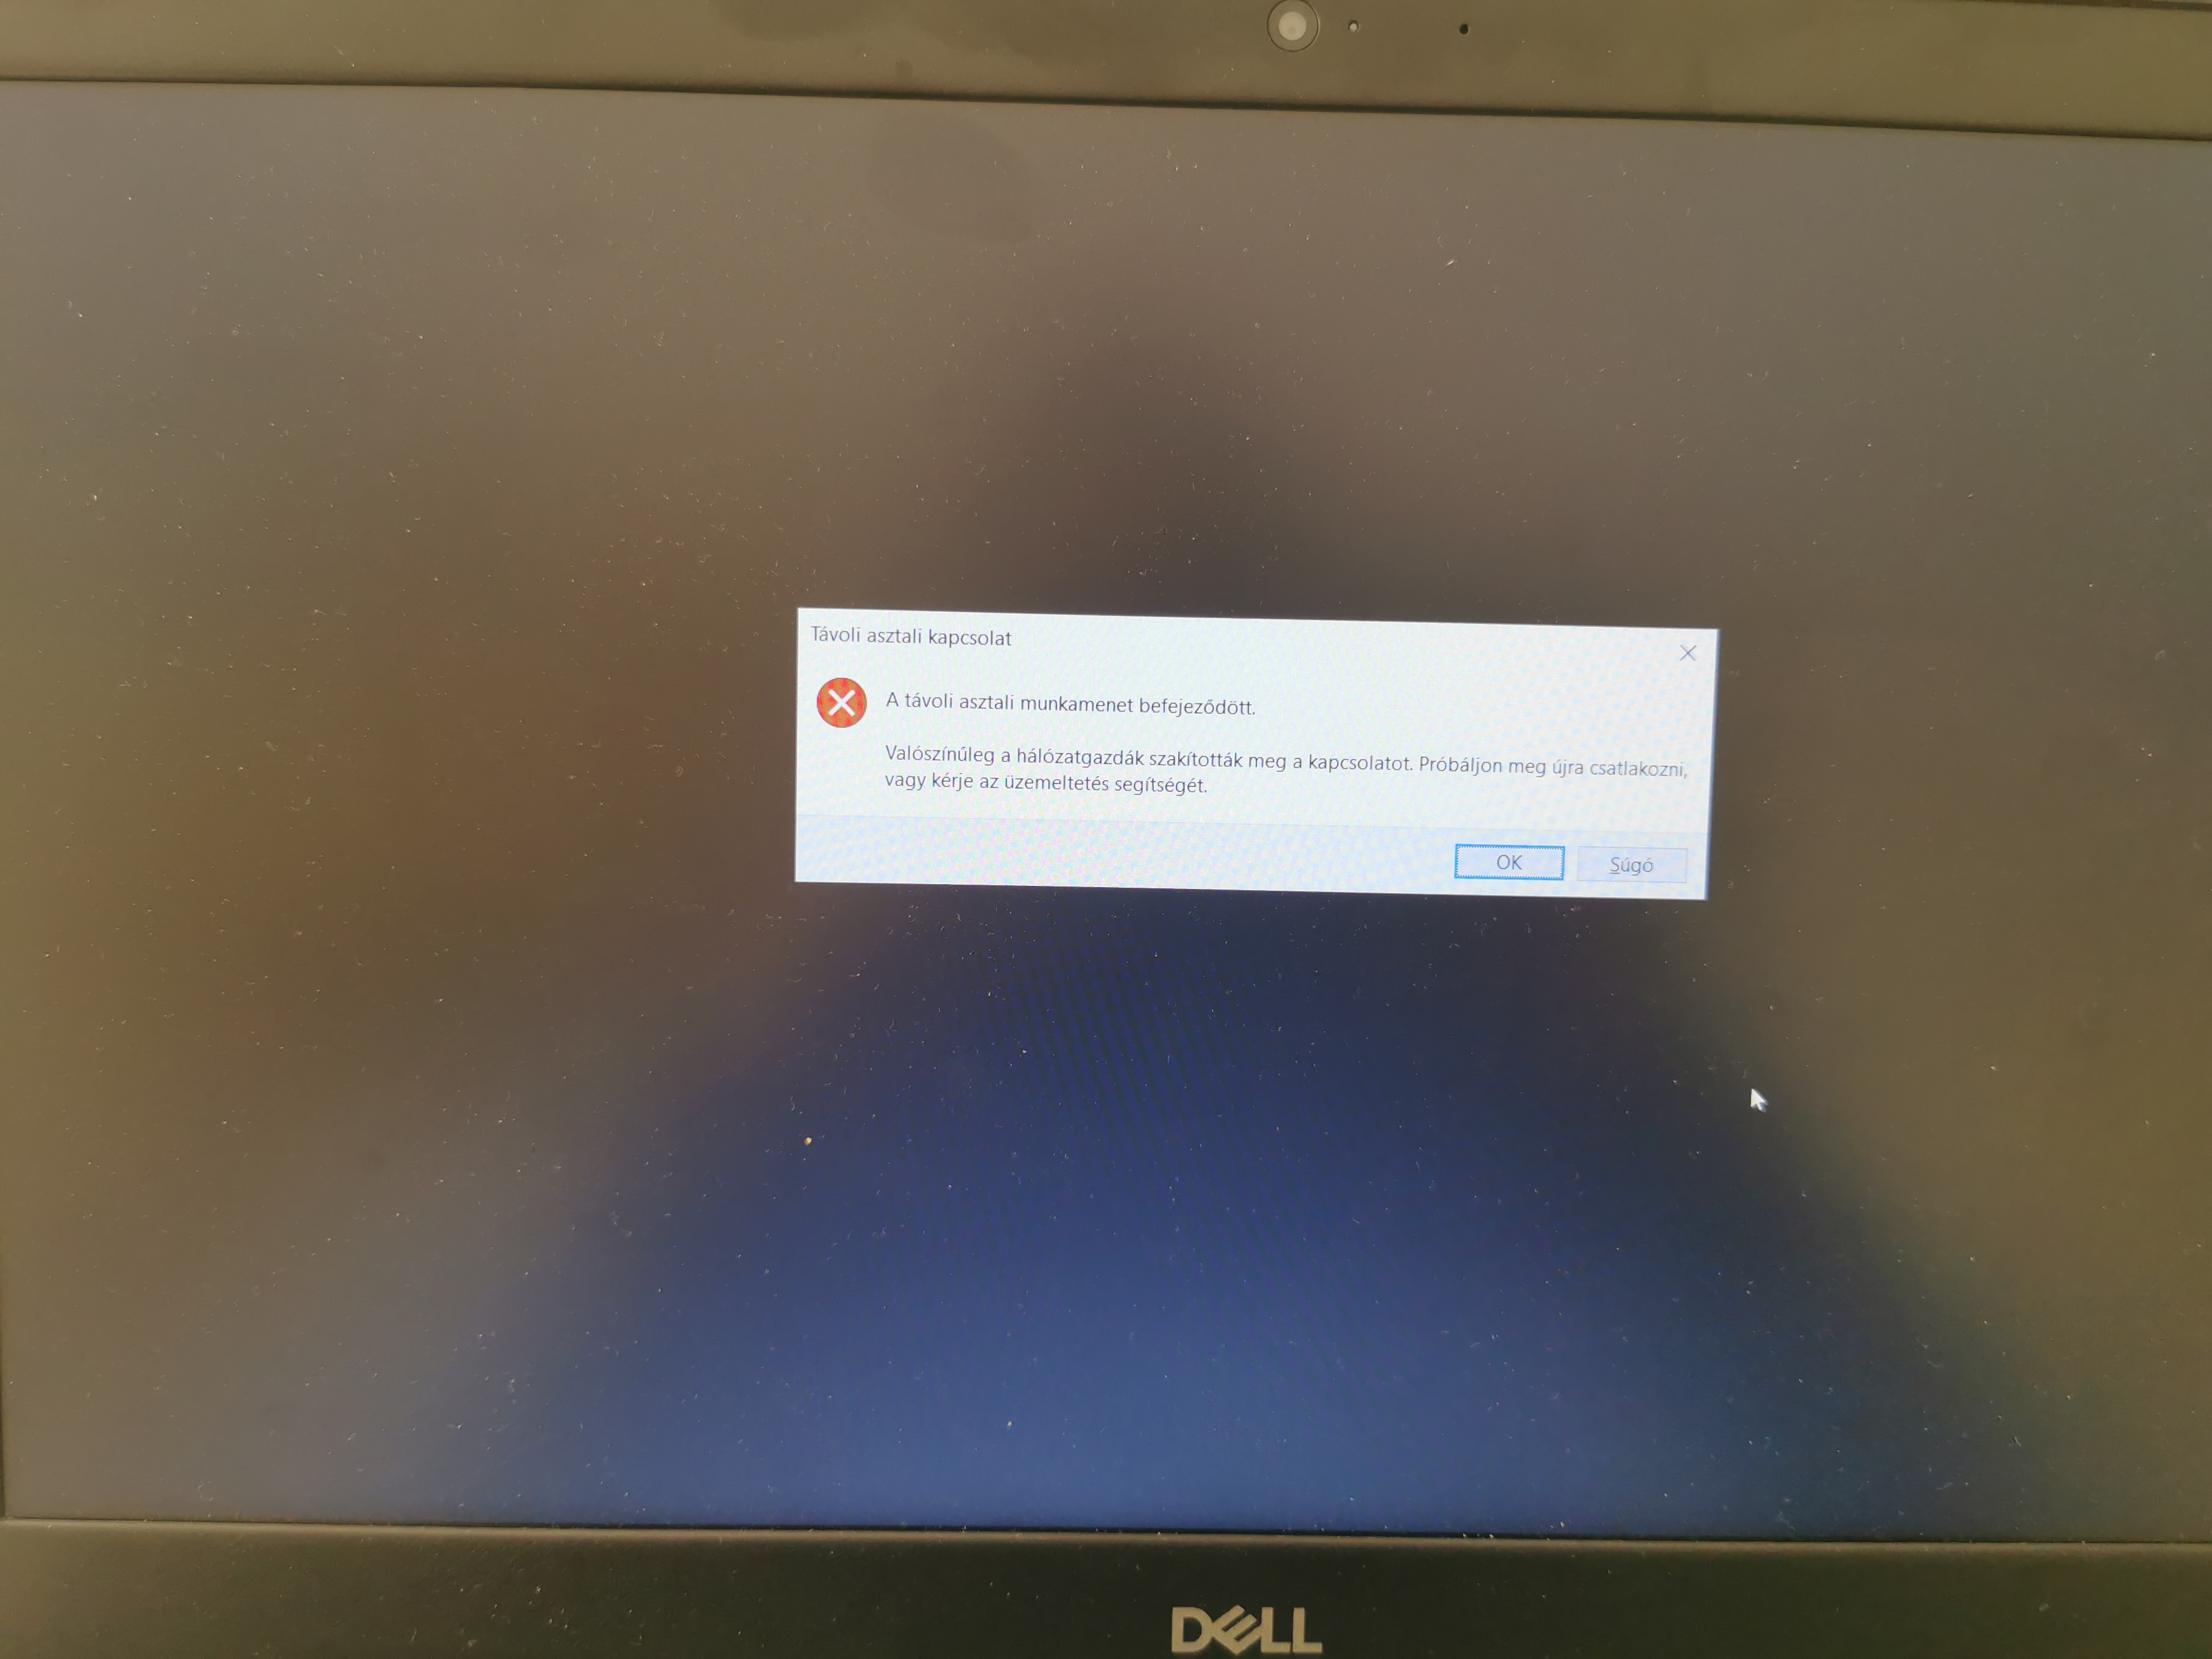 Távoli asztali kapcsolat
A távoli asztali munkamenet befejeződött.
Valószínűleg a hálózatgazdák szakították meg a kapcsolatot. Próbáljon meg újra csatlakozni,
vagy kérje az üzemeltetés segítségét.
OK Súgó
DELL